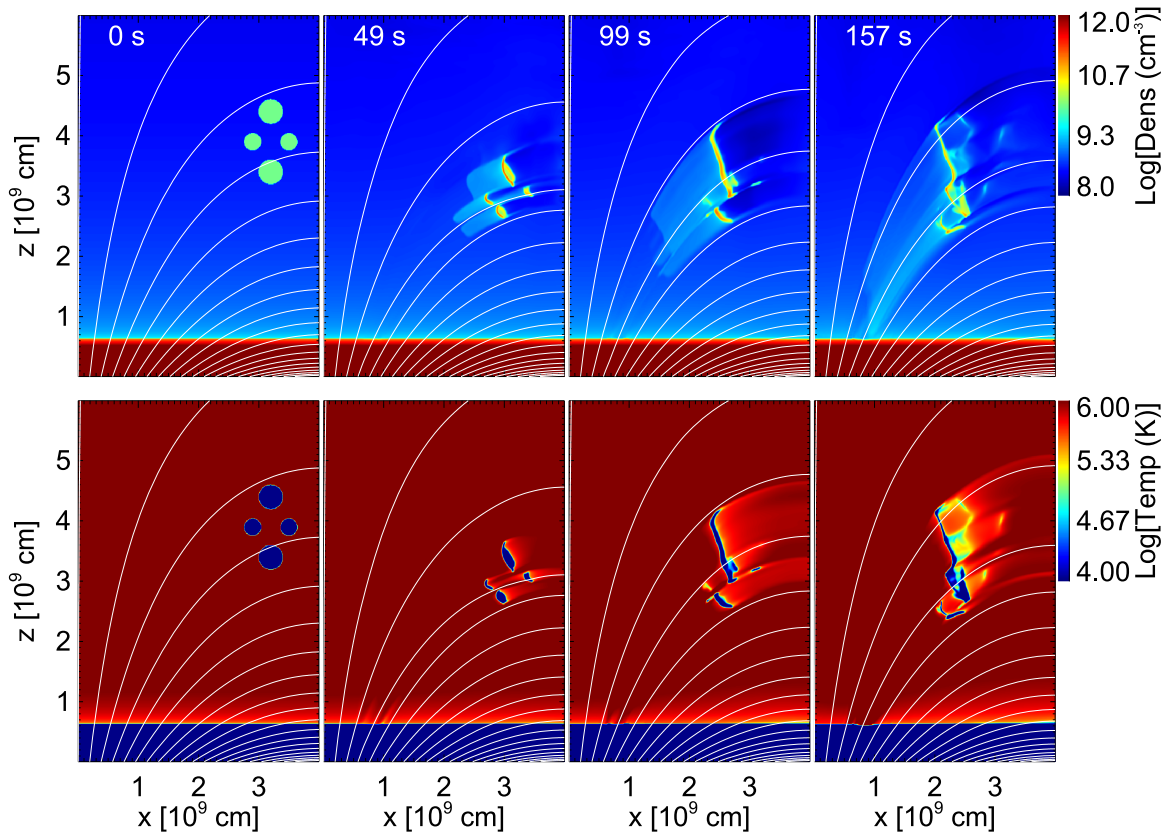 0 s 49 s 99 s 157 s
5
4
3
2
1
z [10⁹ cm]
12.0
10.7
9.3
8.0
Log[Dens (cm⁻³)]
5
4
3
2
1
z [10⁹ cm]
6.00
5.33
4.67
4.00
Log[Temp (K)]
1 2 3 1 2 3 1 2 3 1 2 3
x [10⁹ cm] x [10⁹ cm] x [10⁹ cm] x [10⁹ cm]